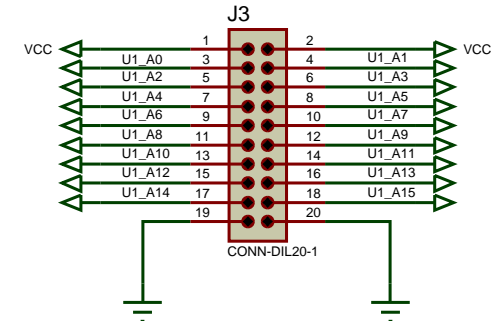 J3
VCC 1 2 VCC
U1_A0 3 4 U1_A1
U1_A2 5 6 U1_A3
U1_A4 7 8 U1_A5
U1_A6 9 10 U1_A7
U1_A8 11 12 U1_A9
U1_A10 13 14 U1_A11
U1_A12 15 16 U1_A13
U1_A14 17 18 U1_A15
19 20
CONN-DIL20-1